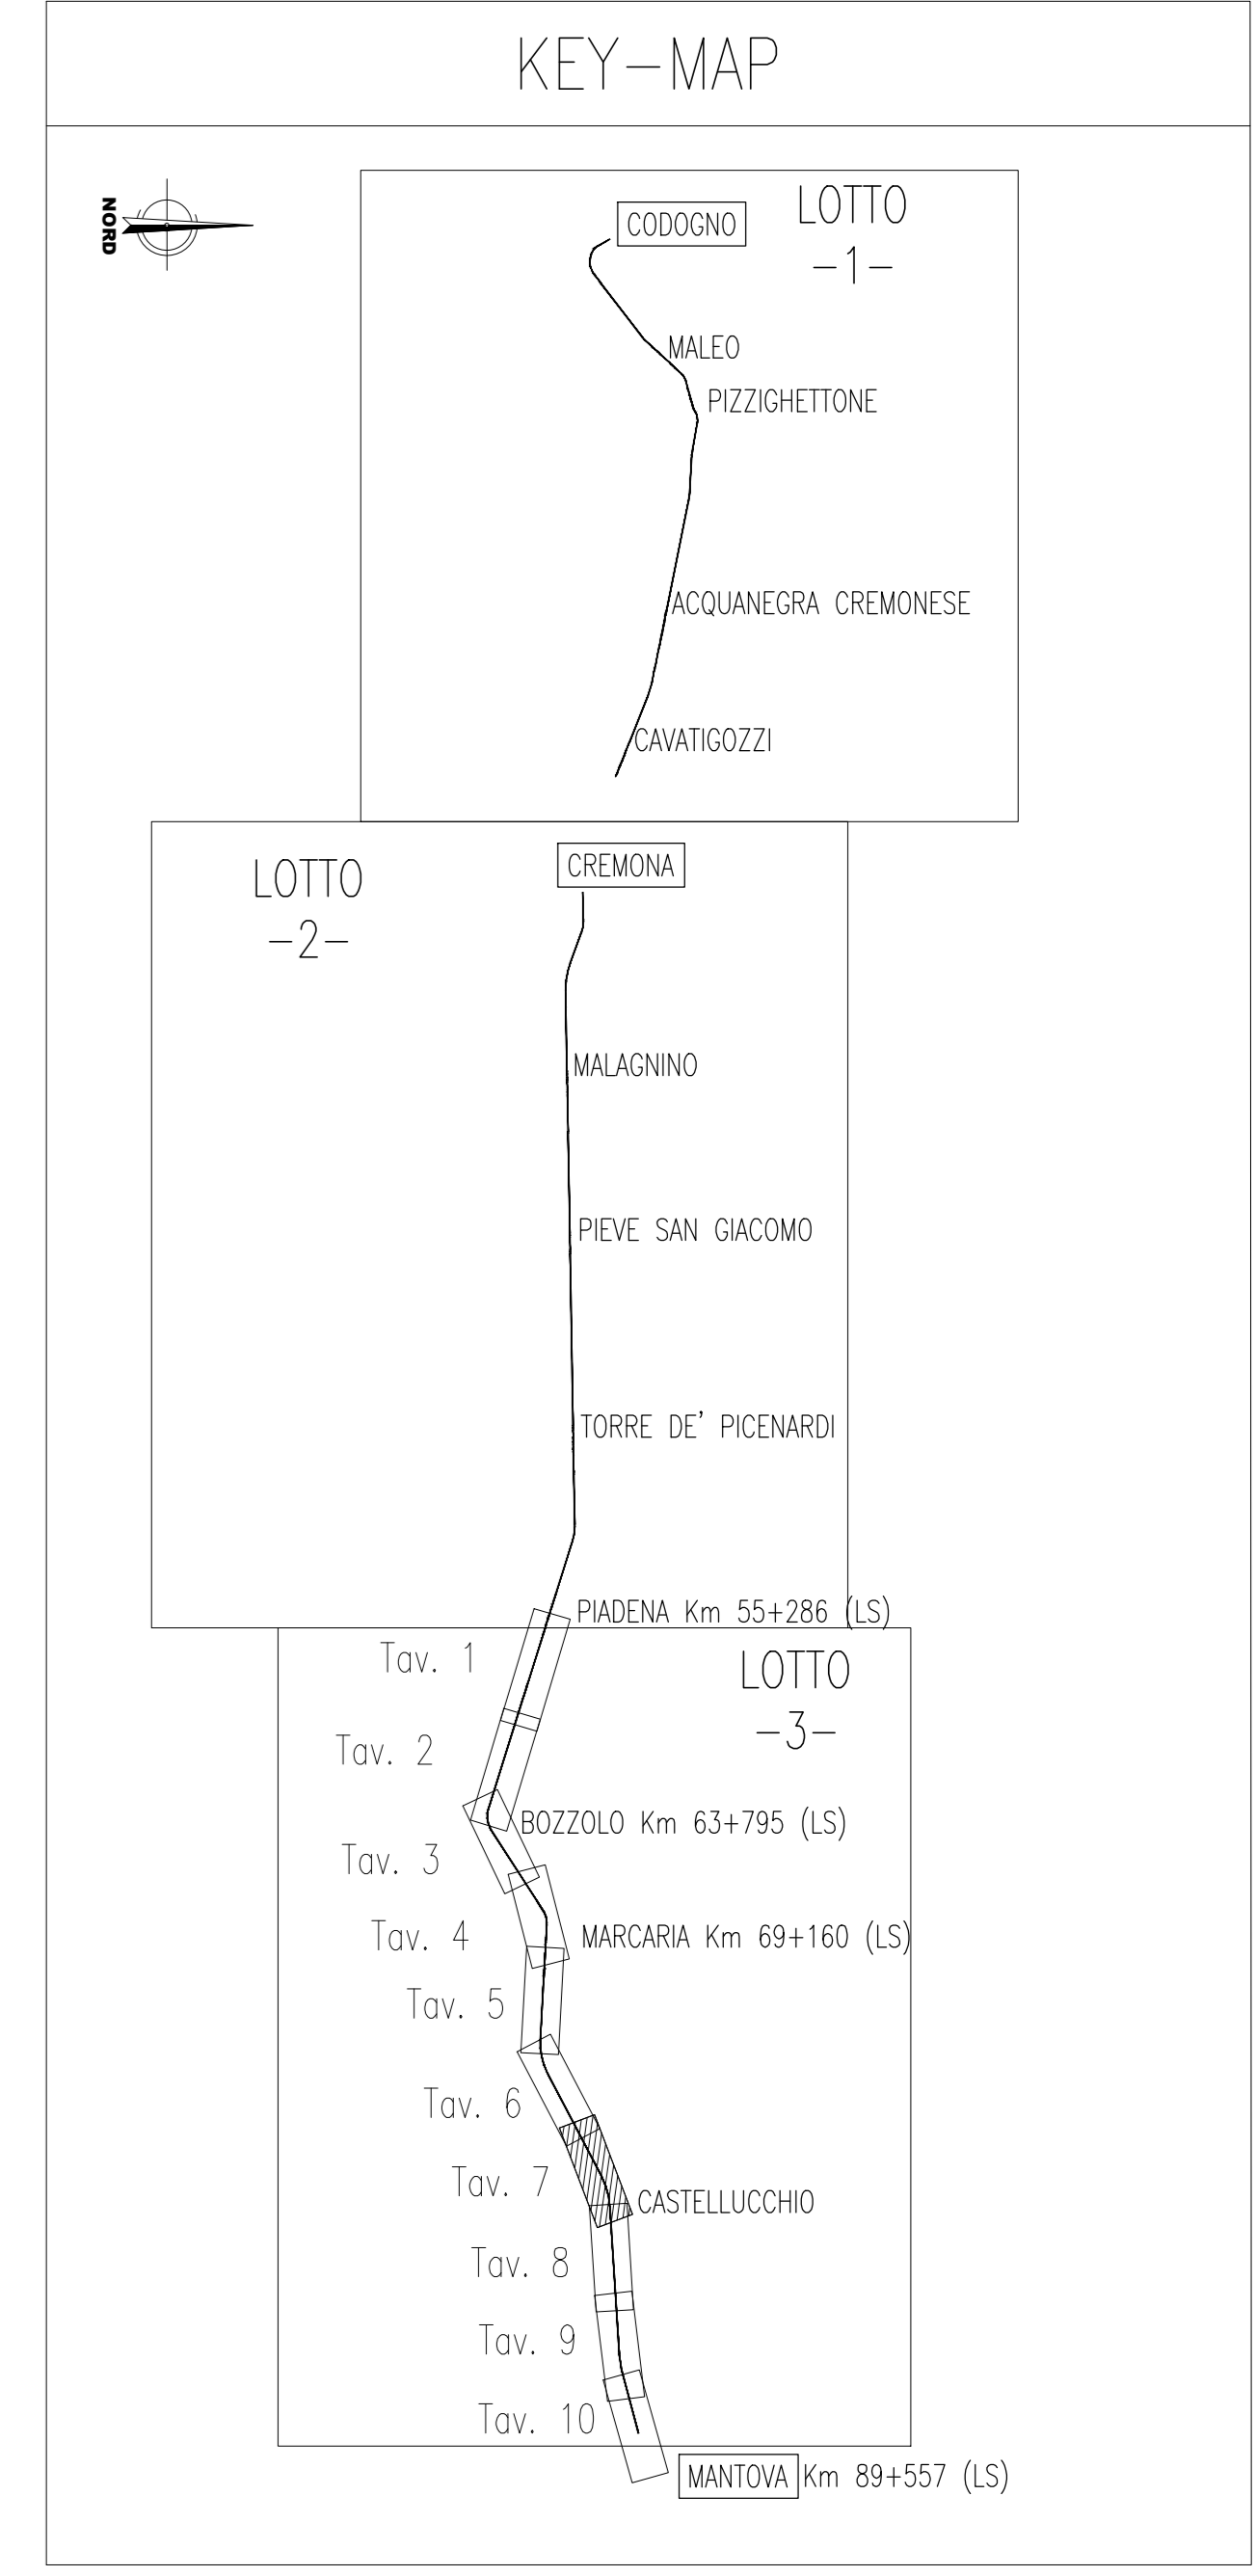 KEY-MAP
NORD
LOTTO
-1-
CODOGNO
MALEO
PIZZIGHETTONE
ACQUANEGRA CREMONESE
CAVATIGOZZI
LOTTO
-2-
CREMONA
MALAGNINO
PIEVE SAN GIACOMO
TORRE DE' PICENARDI
PIADENA Km 55+286 (LS)
LOTTO
-3-
Tav. 1
Tav. 2
BOZZOLO Km 63+795 (LS)
Tav. 3
Tav. 4
MARCARIA Km 69+160 (LS)
Tav. 5
Tav. 6
Tav. 7
CASTELLUCCHIO
Tav. 8
Tav. 9
Tav. 10
MANTOVA Km 89+557 (LS)